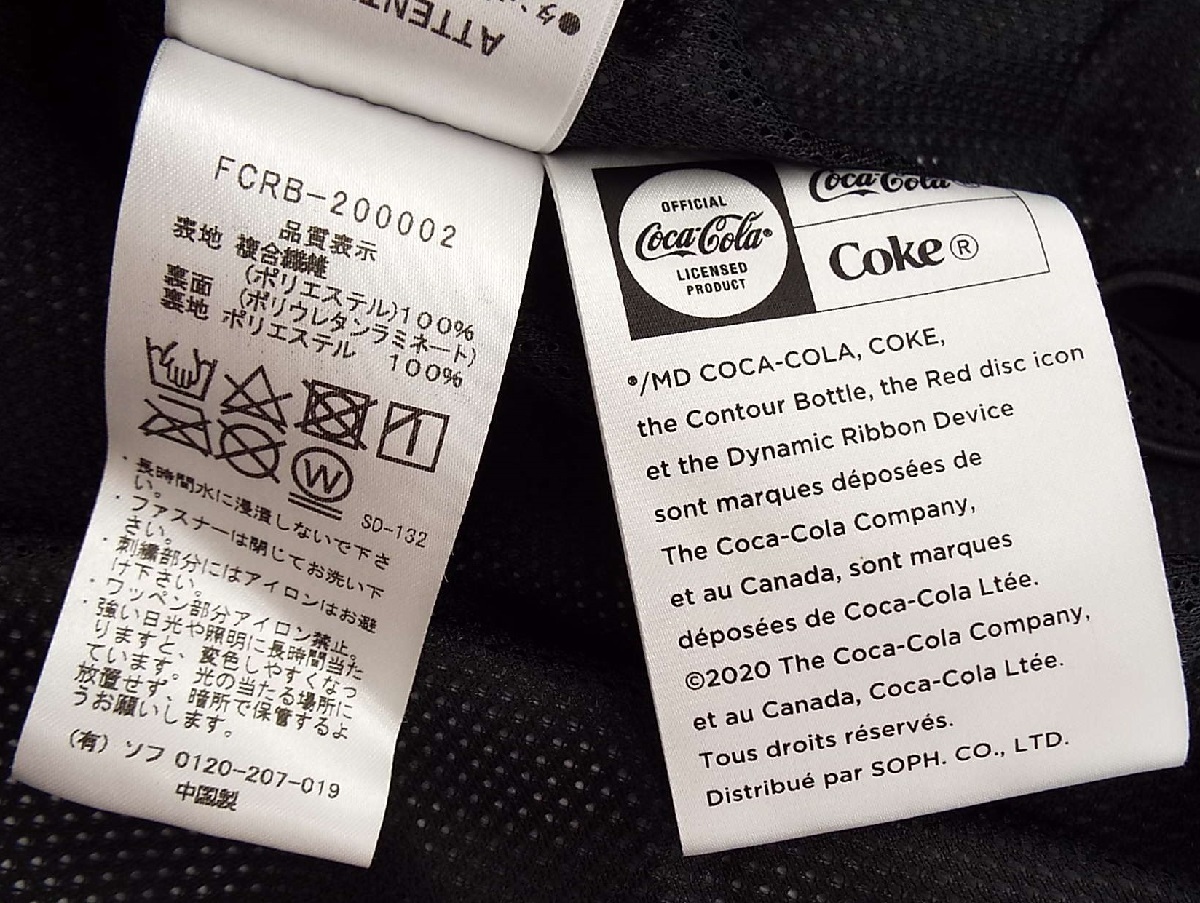 ATTENT
●タン
FCRB-200002
品質表示
表地 複合繊維
(ポリエステル)100%
裏面 (ポリウレタンラミネート)
裏地 ポリエステル 100%
W
SD-132
・長時間水に浸漬しないで下さ
い。
・ファスナーは閉じてお洗い下
さい。
・刺繍部分にはアイロンはお避
け下さい。
・ワッペン部分アイロン禁止。
・強い日光や照明に長時間当た
りますと、変色しやすくなっ
ています。光の当たる場所に
放置せず、暗所で保管するよ
うお願いします。
(有) ソフ 0120-207-019
中国製
OFFICIAL
Coca-Cola®
LICENSED
PRODUCT
Coca-Cola®
Coke®
®/MD COCA-COLA, COKE,
the Contour Bottle, the Red disc icon
et the Dynamic Ribbon Device
sont marques déposées de
The Coca-Cola Company,
et au Canada, sont marques
déposées de Coca-Cola Ltée.
©2020 The Coca-Cola Company,
et au Canada, Coca-Cola Ltée.
Tous droits réservés.
Distribué par SOPH. CO., LTD.